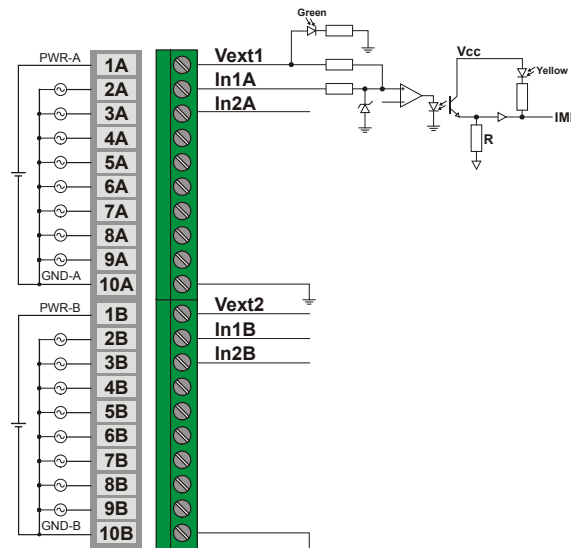 Green
PWR-A 1A Vext1
Vcc
Yellow
2A In1A
3A In2A
4A
R
5A
6A
7A
8A
9A
GND-A 10A
PWR-B 1B Vext2
2B In1B
3B In2B
4B
5B
6B
7B
8B
9B
GND-B 10B